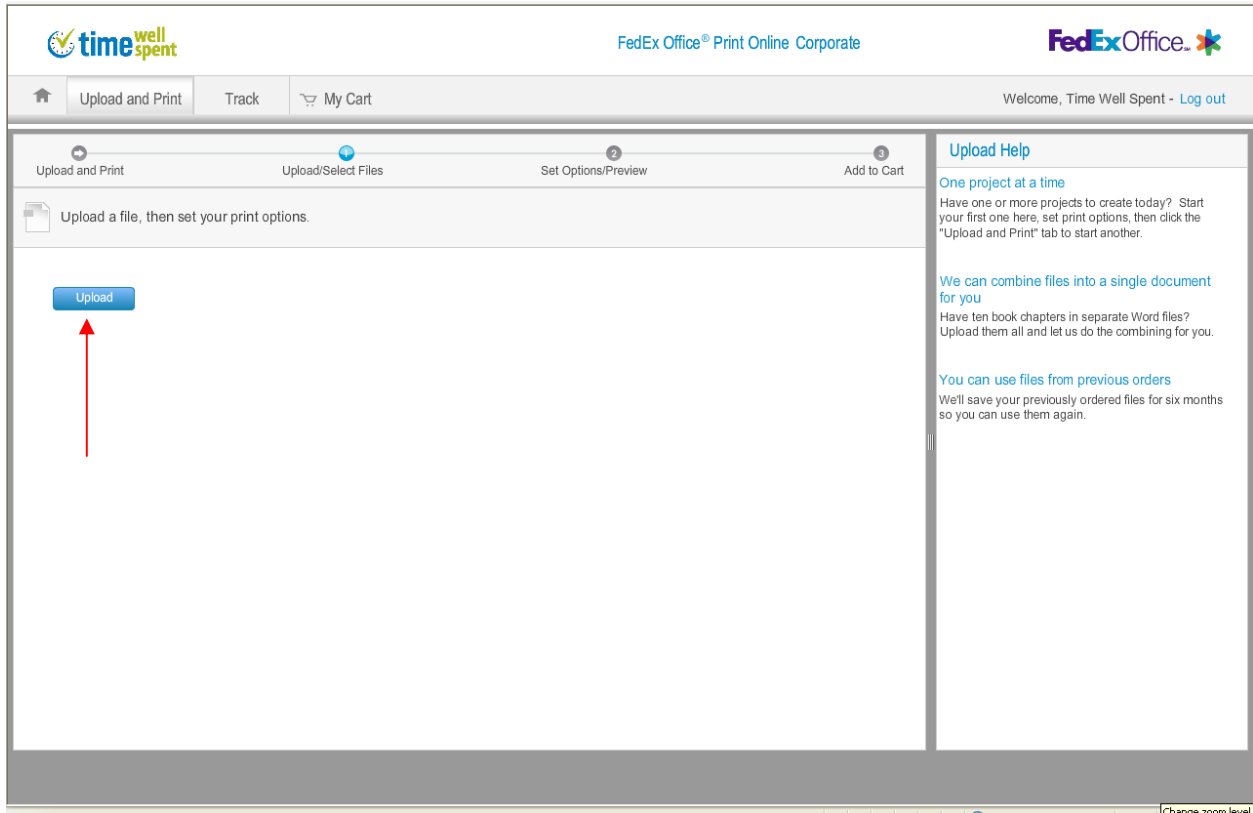 time well spent
FedEx Office® Print Online Corporate
FedEx Office.
Upload and Print
Track
My Cart
Welcome, Time Well Spent - Log out
1
2
3
Upload and Print
Upload/Select Files
Set Options/Preview
Add to Cart
Upload a file, then set your print options.
Upload
Upload Help
One project at a time
Have one or more projects to create today? Start
your first one here, set print options, then click the
"Upload and Print" tab to start another.
We can combine files into a single document
for you
Have ten book chapters in separate Word files?
Upload them all and let us do the combining for you.
You can use files from previous orders
We'll save your previously ordered files for six months
so you can use them again.
Change zoom level